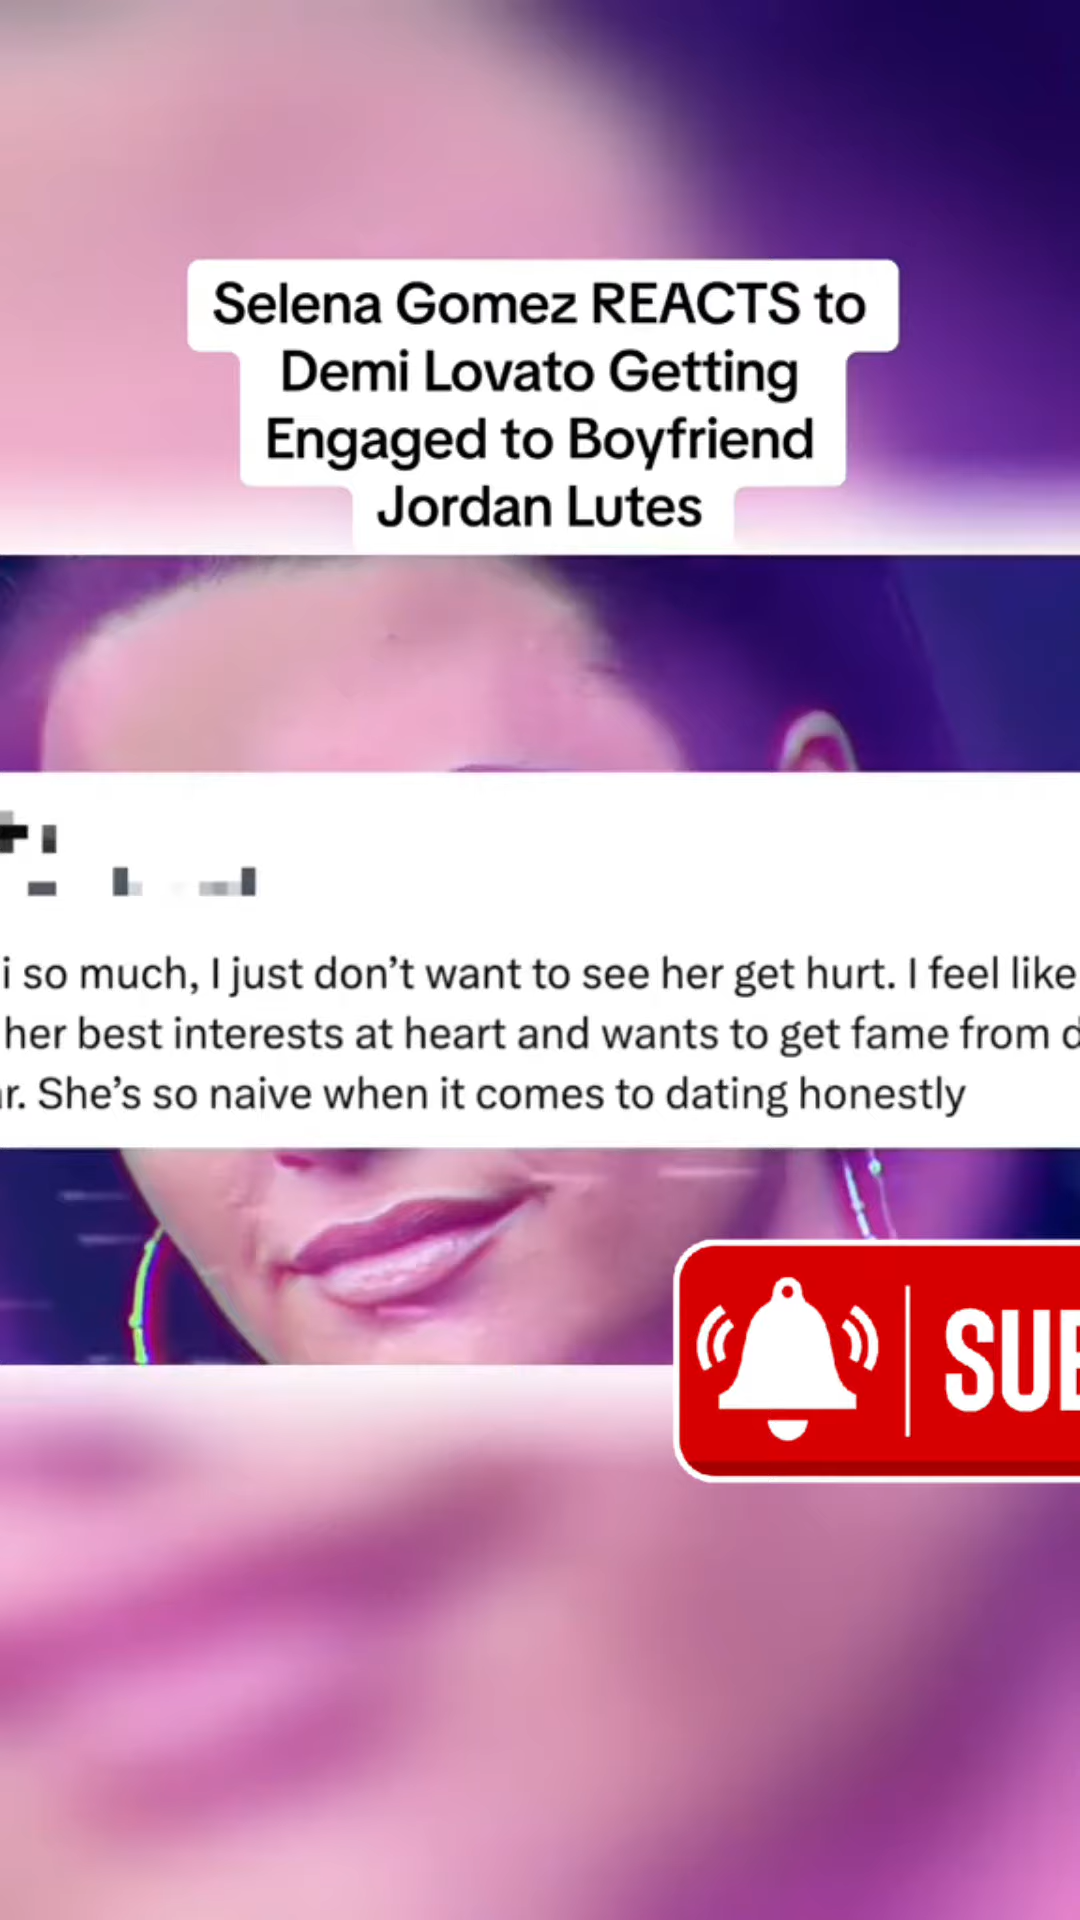 Selena Gomez REACTS to
Demi Lovato Getting
Engaged to Boyfriend
Jordan Lutes
i so much, I just don’t want to see her get hurt. I feel like
her best interests at heart and wants to get fame from d
r. She’s so naive when it comes to dating honestly
SUB